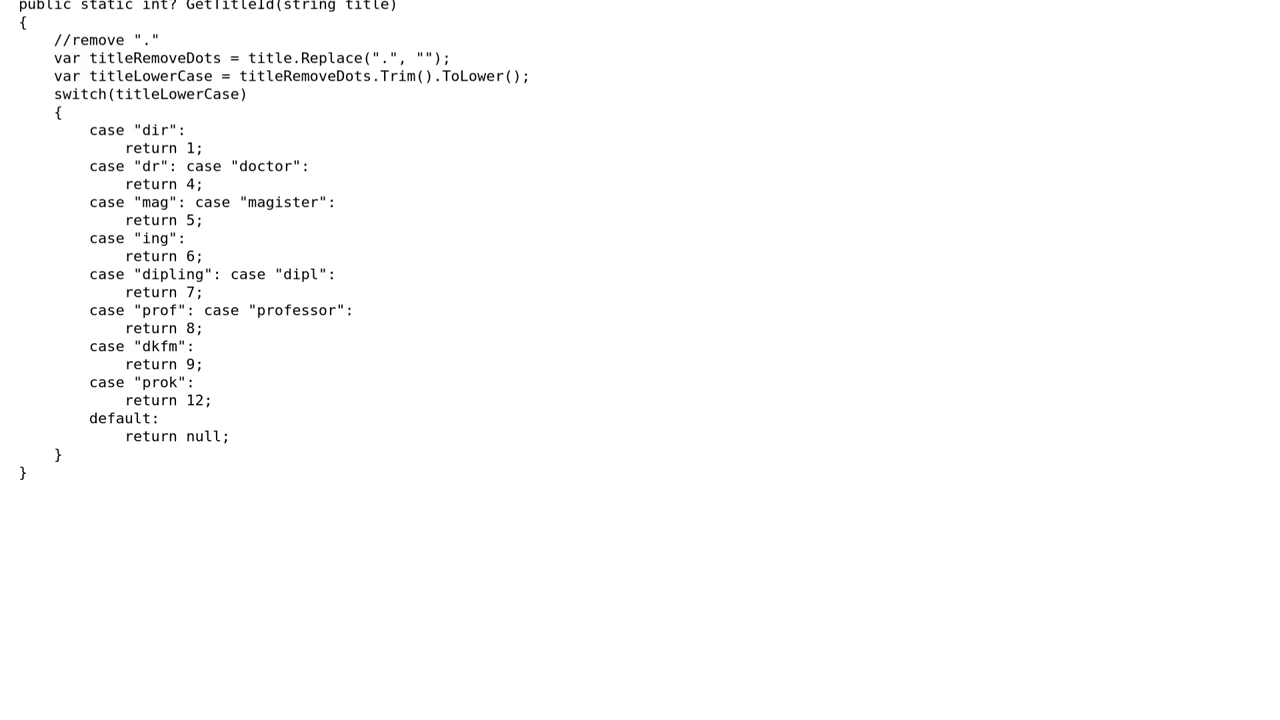 public static int? GetTitleId(string title)
{
    //remove "."
    var titleRemoveDots = title.Replace(".", "");
    var titleLowerCase = titleRemoveDots.Trim().ToLower();
    switch(titleLowerCase)
    {
        case "dir":
            return 1;
        case "dr": case "doctor":
            return 4;
        case "mag": case "magister":
            return 5;
        case "ing":
            return 6;
        case "dipling": case "dipl":
            return 7;
        case "prof": case "professor":
            return 8;
        case "dkfm":
            return 9;
        case "prok":
            return 12;
        default:
            return null;
    }
}